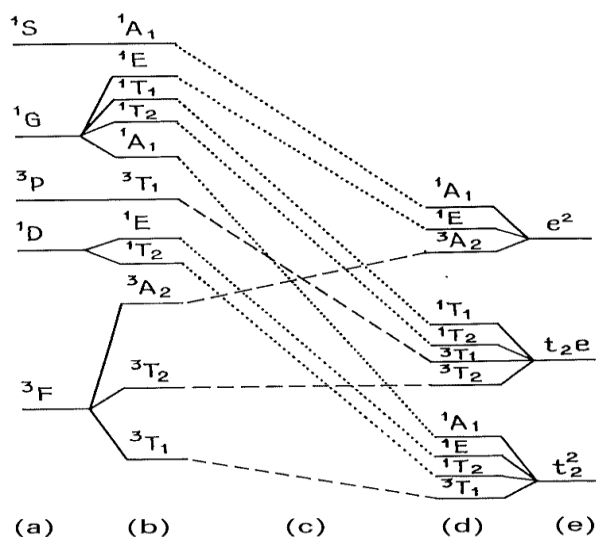 ¹S ¹A₁
¹E
¹T₁
¹T₂
¹G
¹A₁
³P ³T₁
¹D ¹E
¹T₂
³A₂
³F ³T₂
³T₁
¹A₁
¹E e²
³A₂
¹T₁
¹T₂
³T₁ t₂e
³T₂
¹A₁
¹E
¹T₂ t₂²
³T₁
(a) (b) (c) (d) (e)